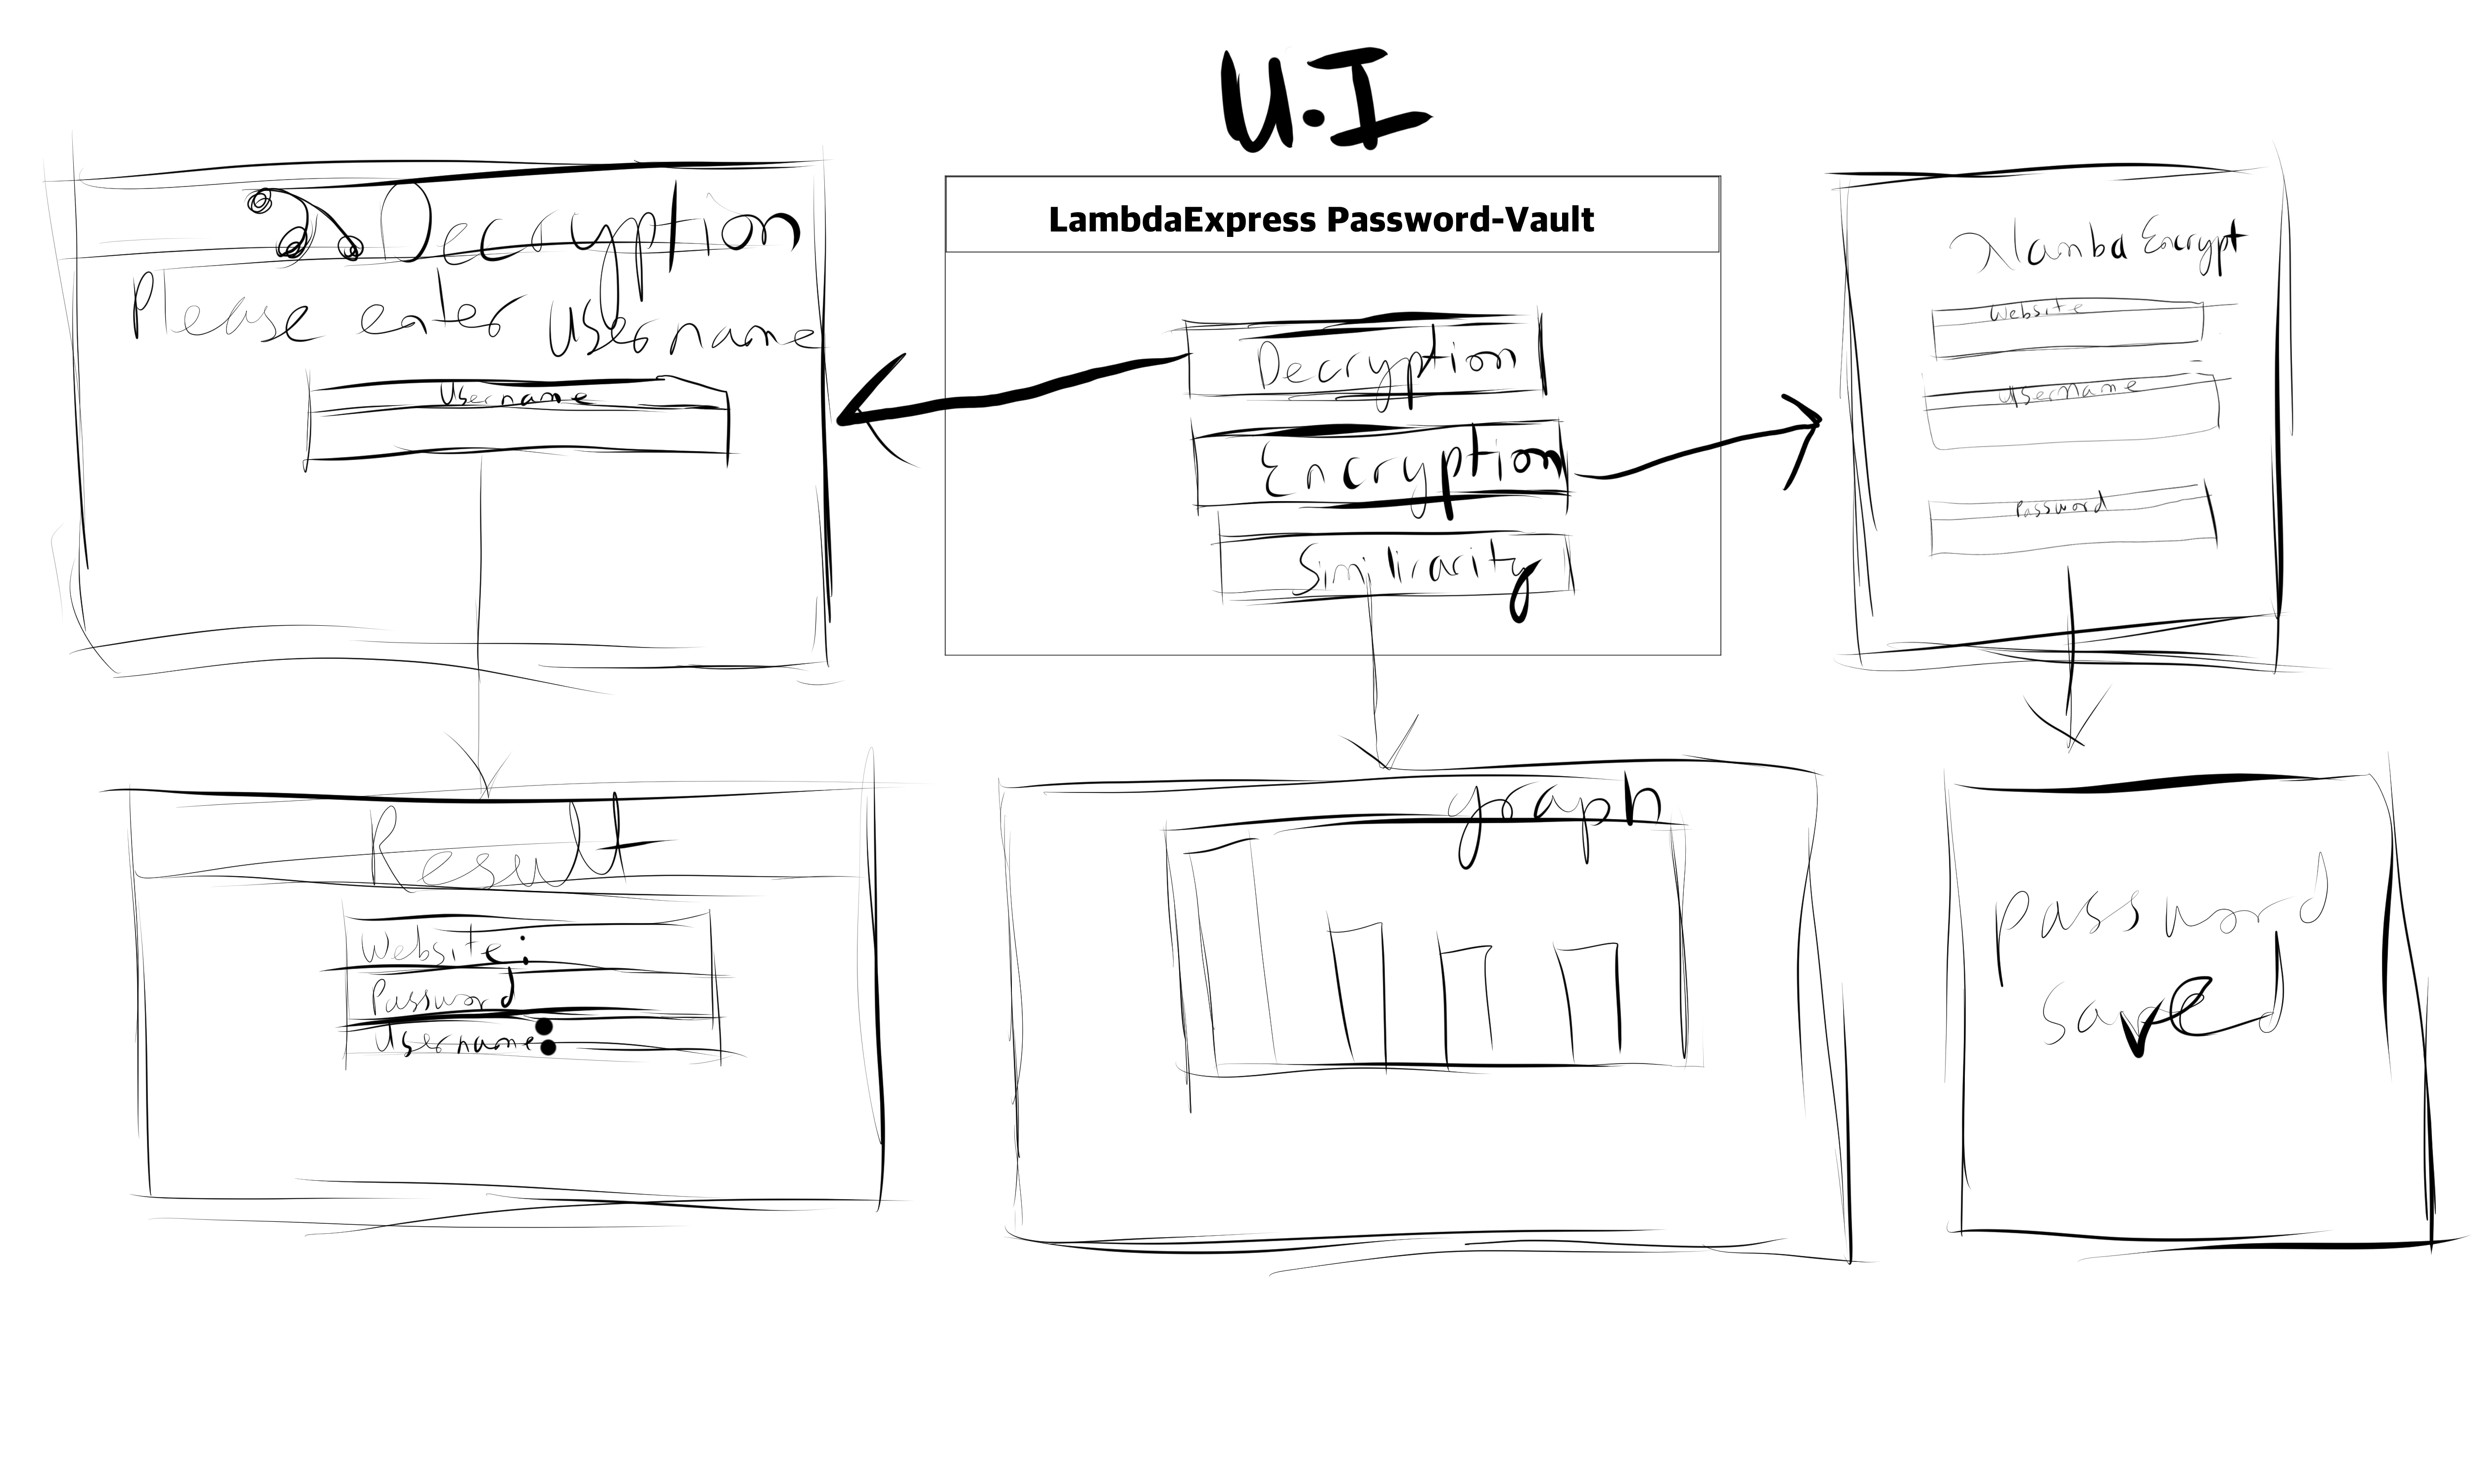 U.I
LambdaExpress Password-Vault
Decryption
Encryption
Similiracity
λ Decryption
Please enter username
Username
λlamba Encrypt
Website
Username
Password
Result
Website:
Password
Username:
graph
Password
saved